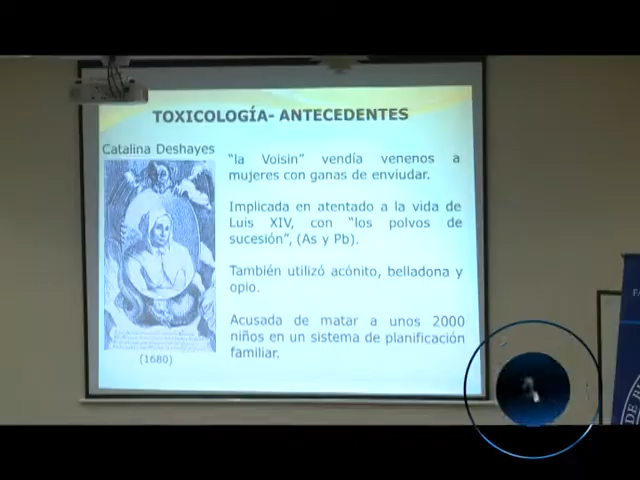 TOXICOLOGÍA- ANTECEDENTES
Catalina Deshayes
(1680)
"la Voisin" vendía venenos a
mujeres con ganas de enviudar.
Implicada en atentado a la vida de
Luis XIV, con "los polvos de
sucesión", (As y Pb).
También utilizó acónito, belladona y
opio.
Acusada de matar a unos 2000
niños en un sistema de planificación
familiar.
FA
DE B